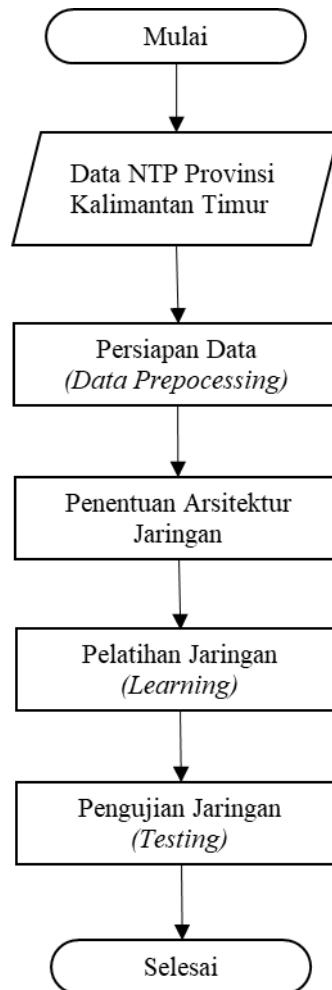 Mulai
Data NTP Provinsi
Kalimantan Timur
Persiapan Data
(Data Prepocessing)
Penentuan Arsitektur
Jaringan
Pelatihan Jaringan
(Learning)
Pengujian Jaringan
(Testing)
Selesai